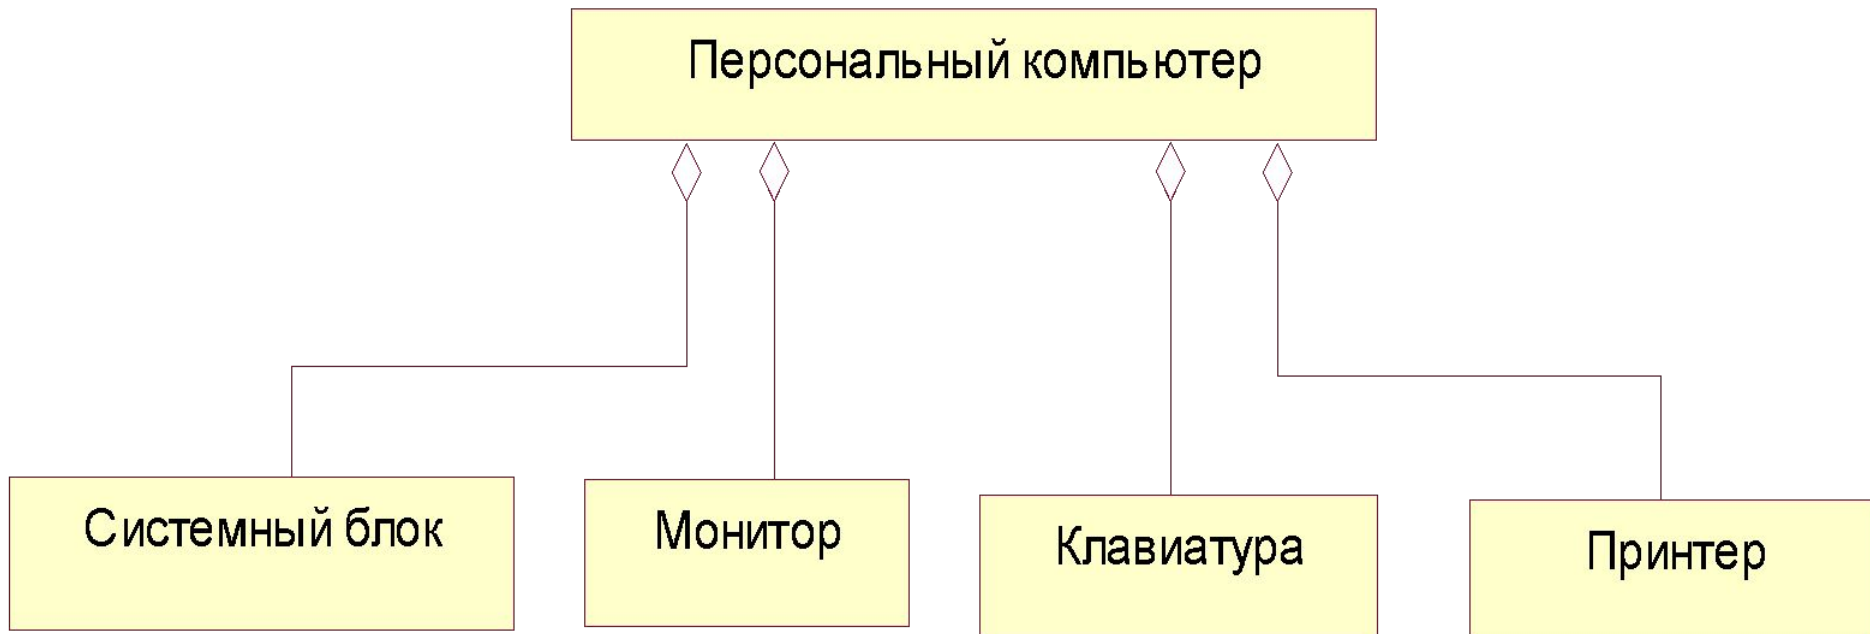 Персональный компьютер
Системный блок
Монитор
Клавиатура
Принтер